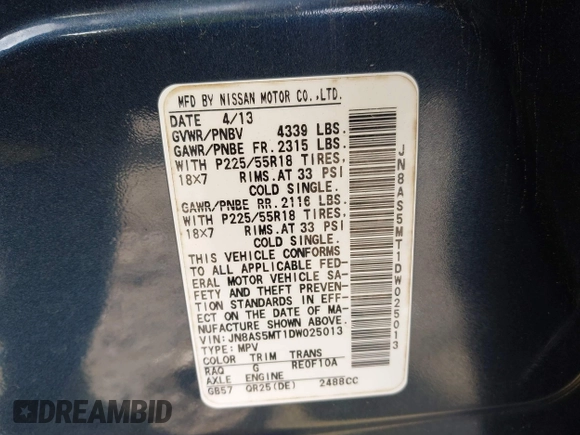 MFD BY NISSAN MOTOR CO.,LTD.
DATE 4/13
GVWR/PNBV 4339 LBS.
GAWR/PNBE FR. 2315 LBS.
WITH P225/55R18 TIRES,
18X7 RIMS.AT 33 PSI
COLD SINGLE.
GAWR/PNBE RR. 2116 LBS.
WITH P225/55R18 TIRES,
18X7 RIMS.AT 33 PSI
COLD SINGLE.
THIS VEHICLE CONFORMS
TO ALL APPLICABLE FED-
ERAL MOTOR VEHICLE SA-
FETY AND THEFT PREVEN-
TION STANDARDS IN EFF-
ECT ON THE DATE OF MA-
NUFACTURE SHOWN ABOVE.
VIN: JN8AS5MT1DW025013
TYPE: MPV
COLOR TRIM TRANS
RAQ G RE0F10A
AXLE ENGINE
GB57 QR25(DE) 2488CC
JN8AS5MT1DW025013
DREAMBID